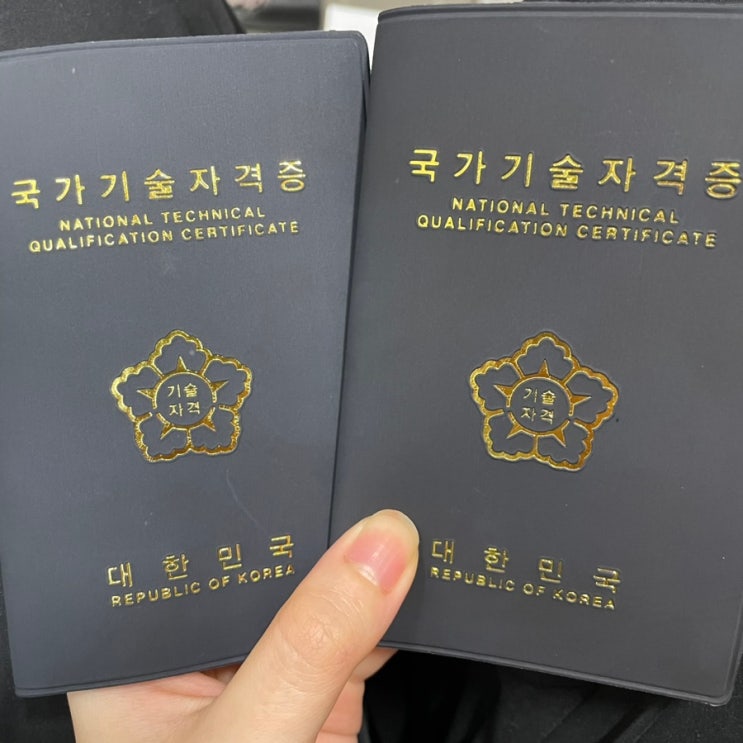 국가기술자격증
NATIONAL TECHNICAL
QUALIFICATION CERTIFICATE
기술
자격
대한민국
REPUBLIC OF KOREA
국가기술자격증
NATIONAL TECHNICAL
QUALIFICATION CERTIFICATE
기술
자격
대한민국
REPUBLIC OF KOREA